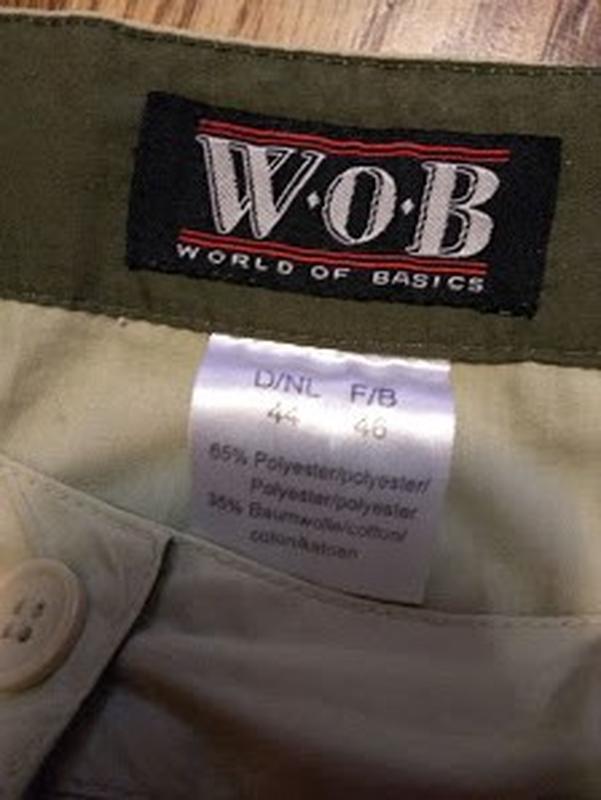 W·O·B
WORLD OF BASICS
D/NL F/B
44 46
65% Polyester/polyester/
Polyester/polyester
35% Baumwolle/cotton/
coton/katoen